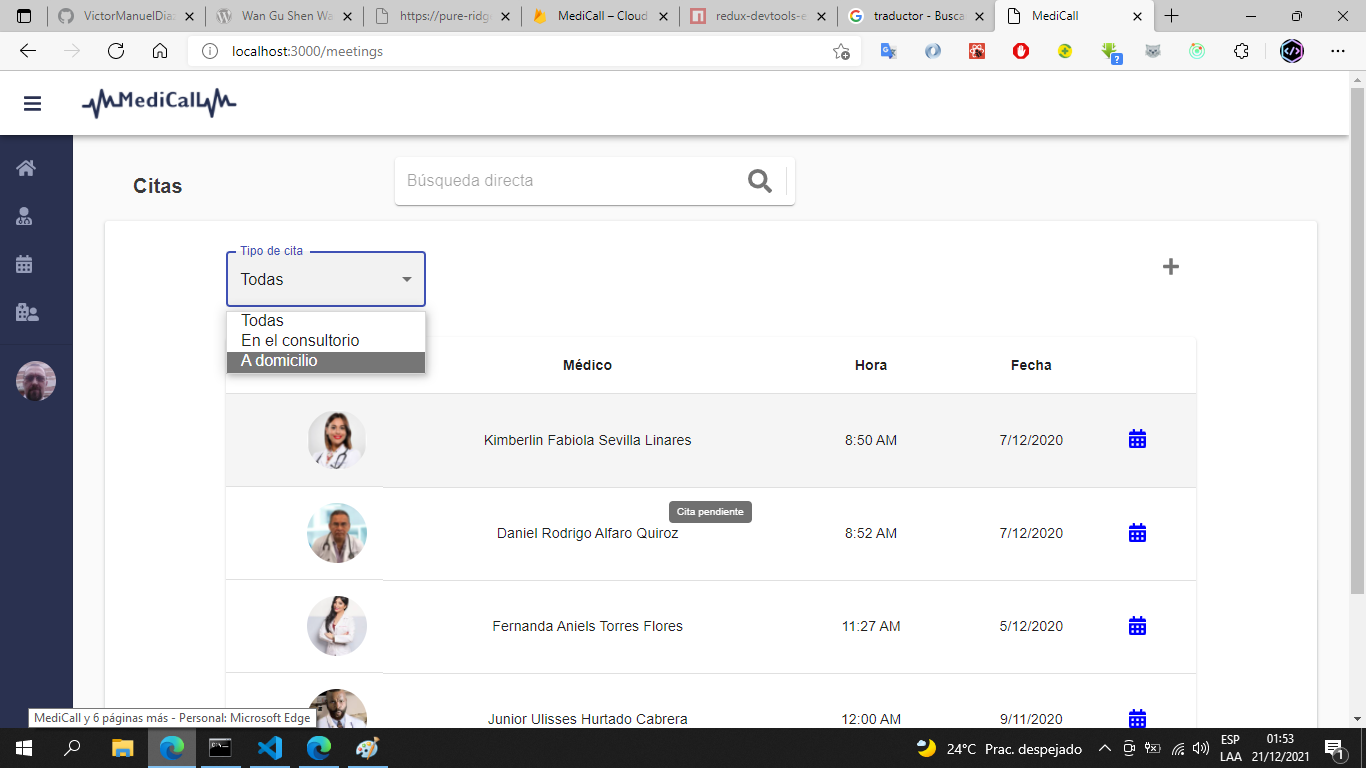 VictorManuelDia
Wan Gu Shen Wa
https://pure-ridge
MediCall – Cloud
redux-devtools-e
traductor - Busca
MediCall
localhost:3000/meetings
MediCall
Citas
Búsqueda directa
Tipo de cita
Todas
Todas
En el consultorio
A domicilio
Médico Hora Fecha
Kimberlin Fabiola Sevilla Linares 8:50 AM 7/12/2020
Cita pendiente
Daniel Rodrigo Alfaro Quiroz 8:52 AM 7/12/2020
Fernanda Aniels Torres Flores 11:27 AM 5/12/2020
Junior Ulisses Hurtado Cabrera 12:00 AM 9/11/2020
MediCall y 6 páginas más - Personal: Microsoft Edge
24°C Prac. despejado
ESP
LAA
01:53
21/12/2021
1